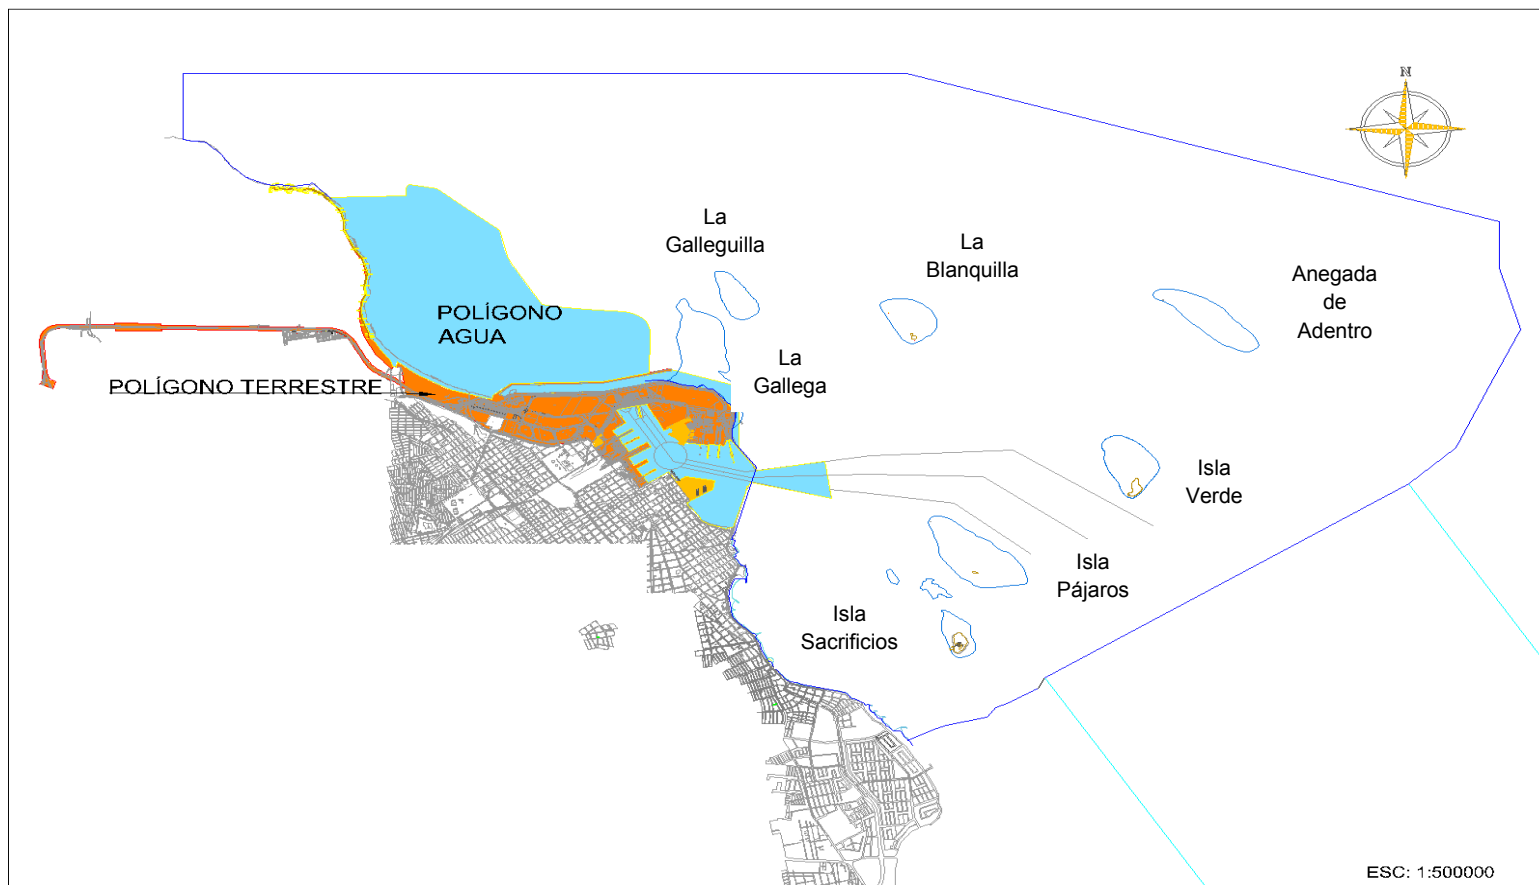 N
La
Galleguilla
La
Blanquilla
Anegada
de
Adentro
POLÍGONO
AGUA
La
Gallega
POLÍGONO TERRESTRE
Isla
Verde
Isla
Pájaros
Isla
Sacrificios
ESC: 1:500000